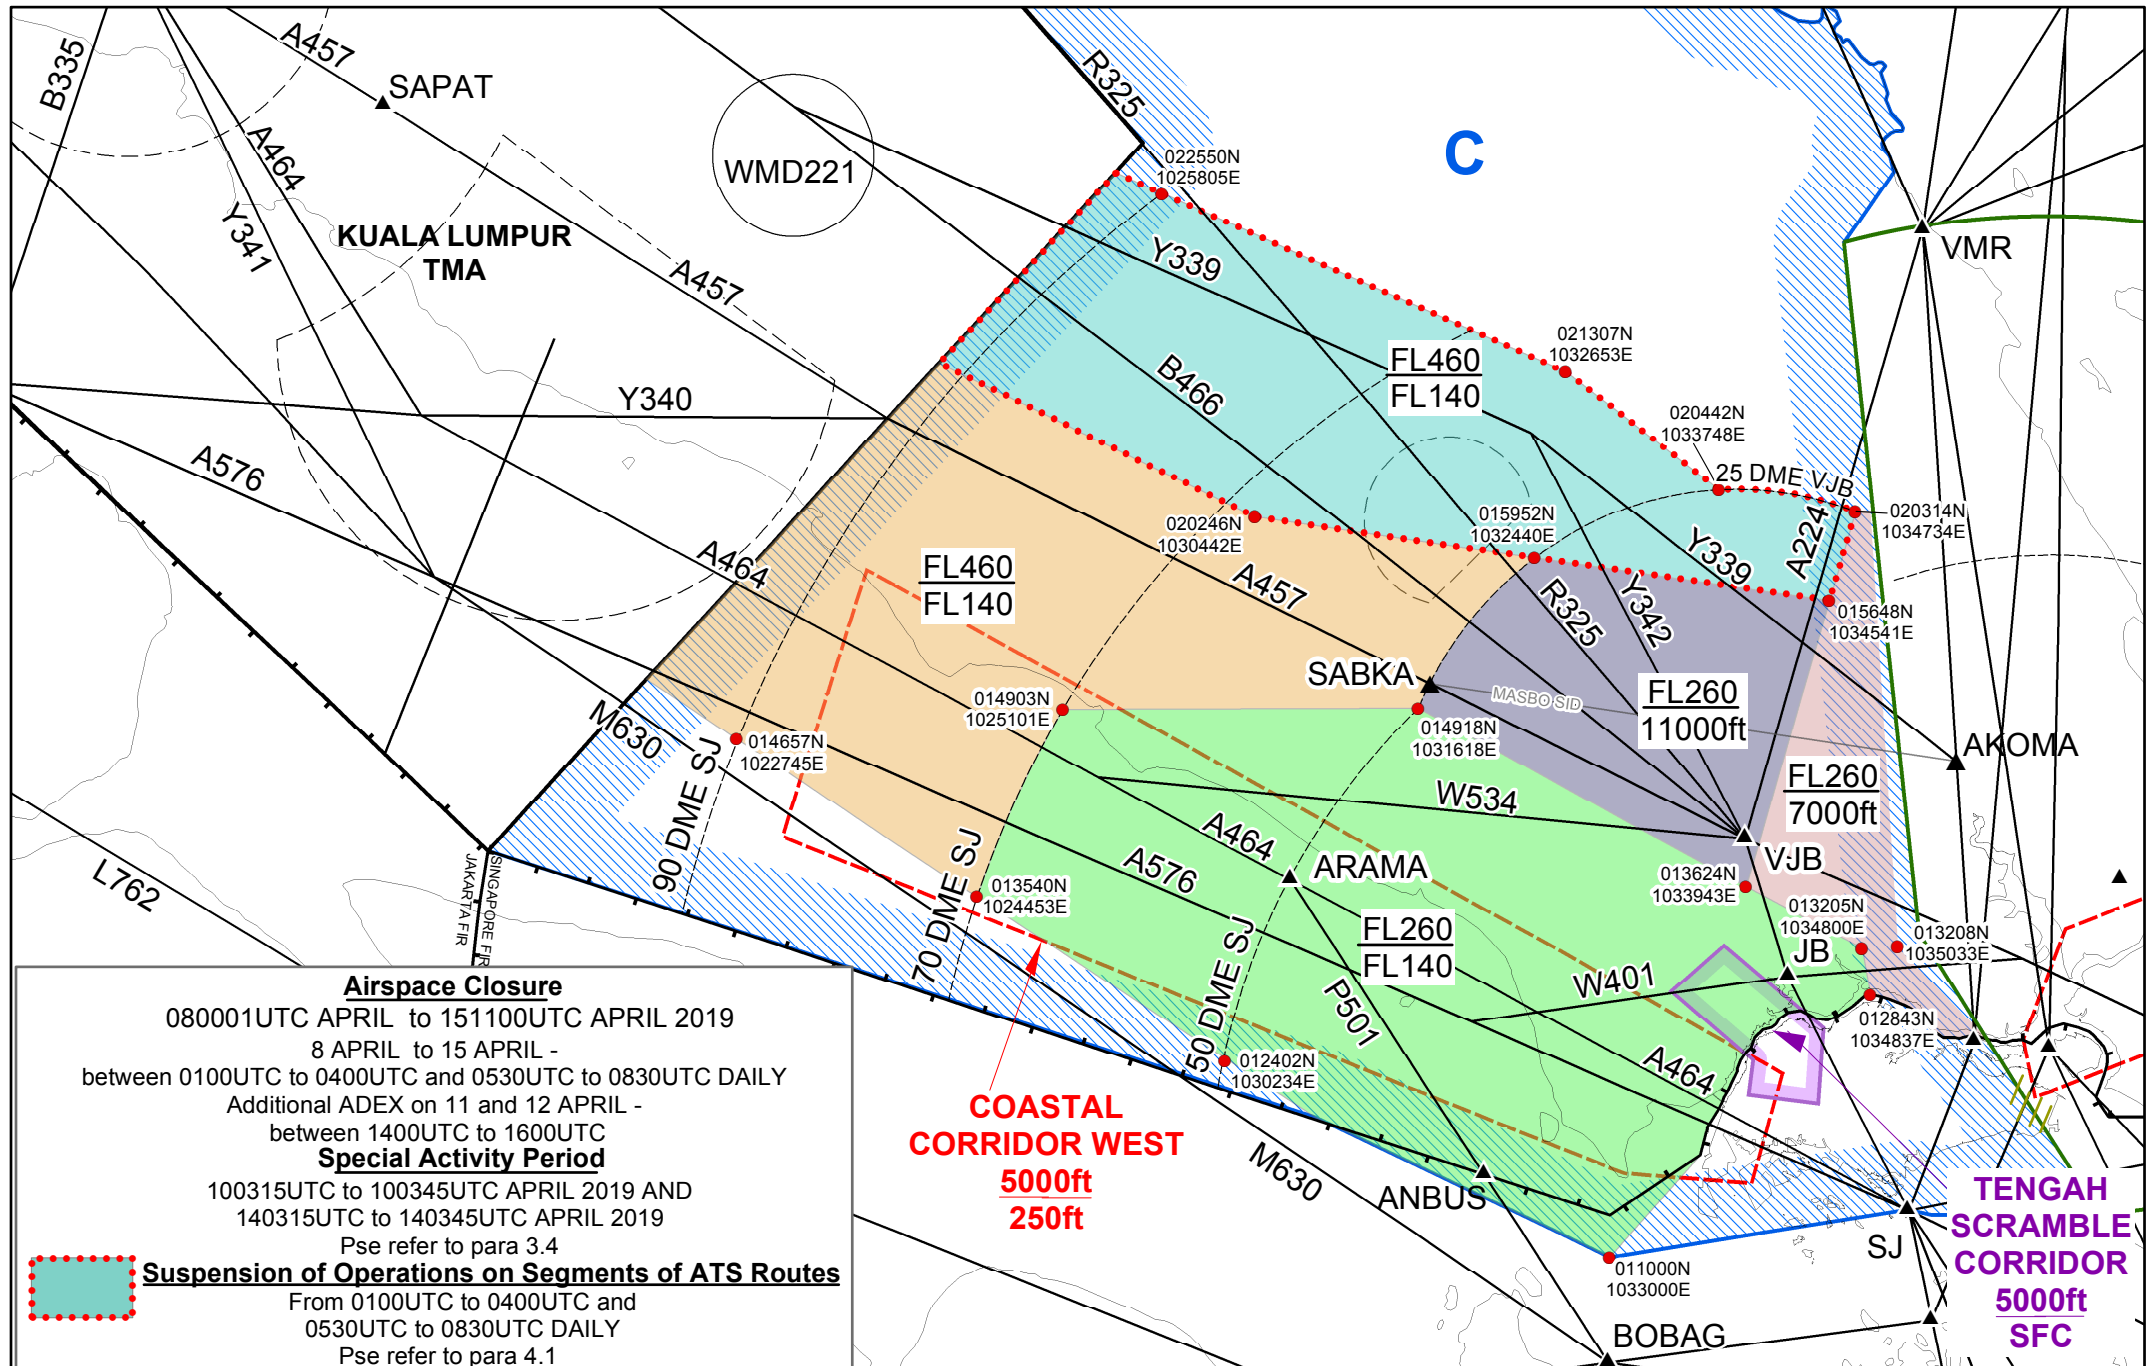 B335
A457
SAPAT
A464
Y341
KUALA LUMPUR
TMA
WMD221
R325
C
022550N
1025805E
VMR
A457
Y339
Y340
B466
FL460
FL140
021307N
1032653E
020442N
1033748E
25 DME VJB
020314N
1034734E
A224
A576
A464
020246N
1030442E
015952N
1032440E
Y339
FL460
FL140
A457
R325
Y342
015648N
1034541E
SABKA
MASBO SID
FL260
11000ft
AKOMA
014903N
1025101E
014918N
1031618E
M630
014657N
1022745E
90 DME SJ
W534
FL260
7000ft
VJB
A464
A576
ARAMA
013624N
1033943E
L762
JAKARTA FIR
SINGAPORE FIR
70 DME SJ
013540N
1024453E
50 DME SJ
FL260
FL140
013205N
1034800E
013208N
1035033E
JB
W401
P501
012843N
1034837E
A464
012402N
1030234E
COASTAL
CORRIDOR WEST
5000ft
250ft
M630
ANBUS
SJ
011000N
1033000E
BOBAG
TENGAH
SCRAMBLE
CORRIDOR
5000ft
SFC
Airspace Closure
080001UTC APRIL to 151100UTC APRIL 2019
8 APRIL to 15 APRIL -
between 0100UTC to 0400UTC and 0530UTC to 0830UTC DAILY
Additional ADEX on 11 and 12 APRIL -
between 1400UTC to 1600UTC
Special Activity Period
100315UTC to 100345UTC APRIL 2019 AND
140315UTC to 140345UTC APRIL 2019
Pse refer to para 3.4
Suspension of Operations on Segments of ATS Routes
From 0100UTC to 0400UTC and
0530UTC to 0830UTC DAILY
Pse refer to para 4.1